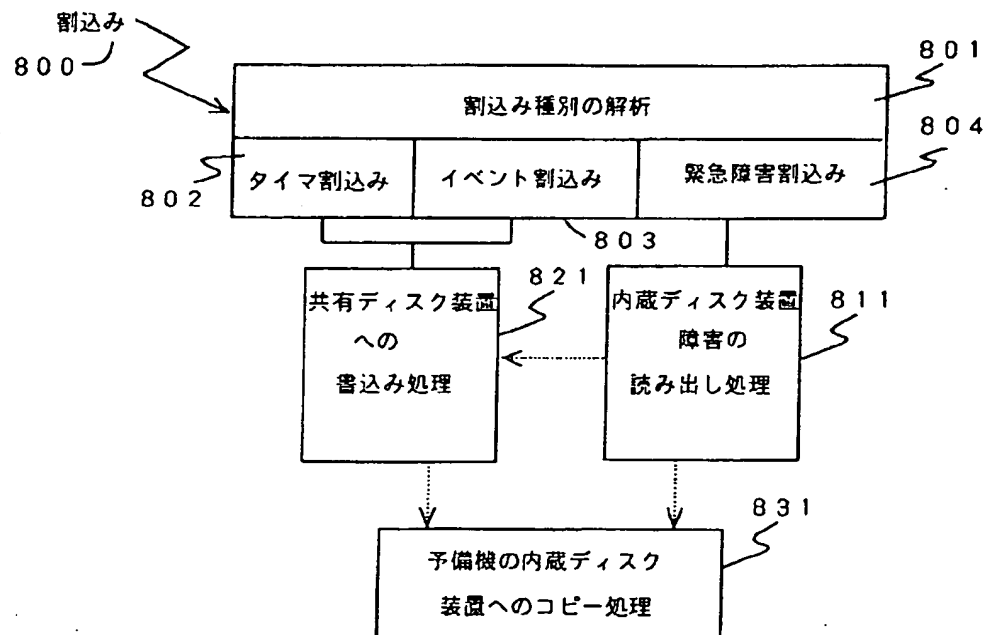 割込み
800
801
割込み種別の解析
804
802
タイマ割込み
イベント割込み
緊急障害割込み
803
821
共有ディスク装置
への
書込み処理
内蔵ディスク装置
障害の
読み出し処理
811
831
予備機の内蔵ディスク
装置へのコピー処理